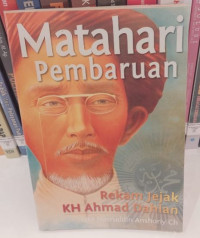 Matahari
Pembaruan
Rekam Jejak
KH Ahmad Dahlan